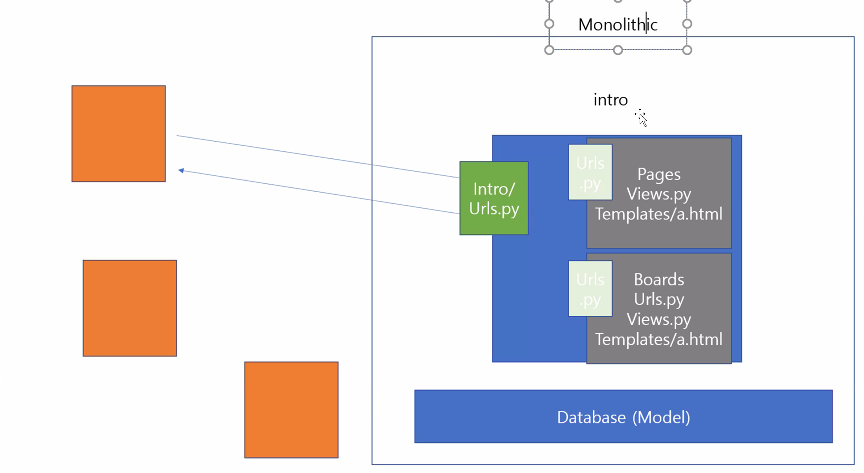 Monolithic
intro
Intro/
Urls.py
Urls
.py
Pages
Views.py
Templates/a.html
Urls
.py
Boards
Urls.py
Views.py
Templates/a.html
Database (Model)